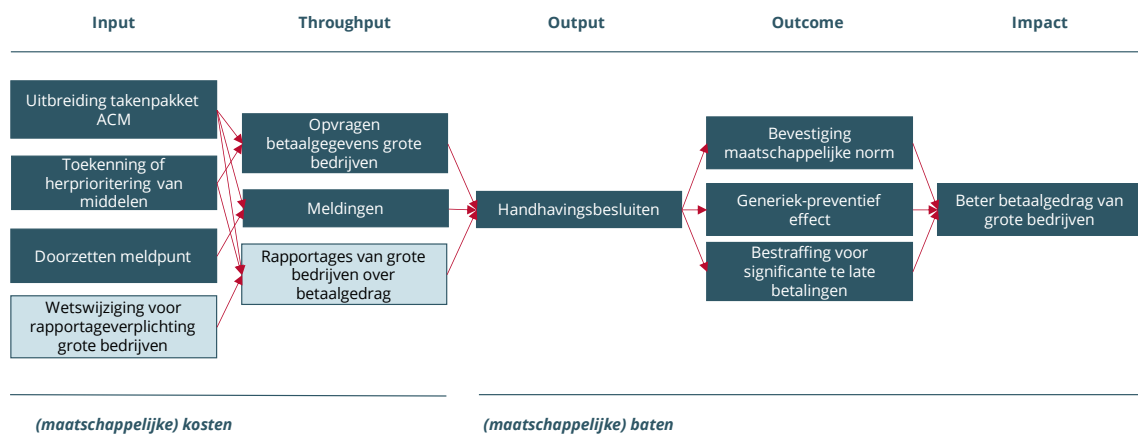 Input
Throughput
Output
Outcome
Impact
Uitbreiding takenpakket
ACM
Toekenning of
herprioritering van
middelen
Doorzetten meldpunt
Wetswijziging voor
rapportageverplichting
grote bedrijven
Opvragen
betaalgegevens grote
bedrijven
Meldingen
Rapportages van grote
bedrijven over
betaalgedrag
Handhavingsbesluiten
Bevestiging
maatschappelijke norm
Generiek-preventief
effect
Bestraffing voor
significante te late
betalingen
Beter betaalgedrag van
grote bedrijven
(maatschappelijke) kosten
(maatschappelijke) baten